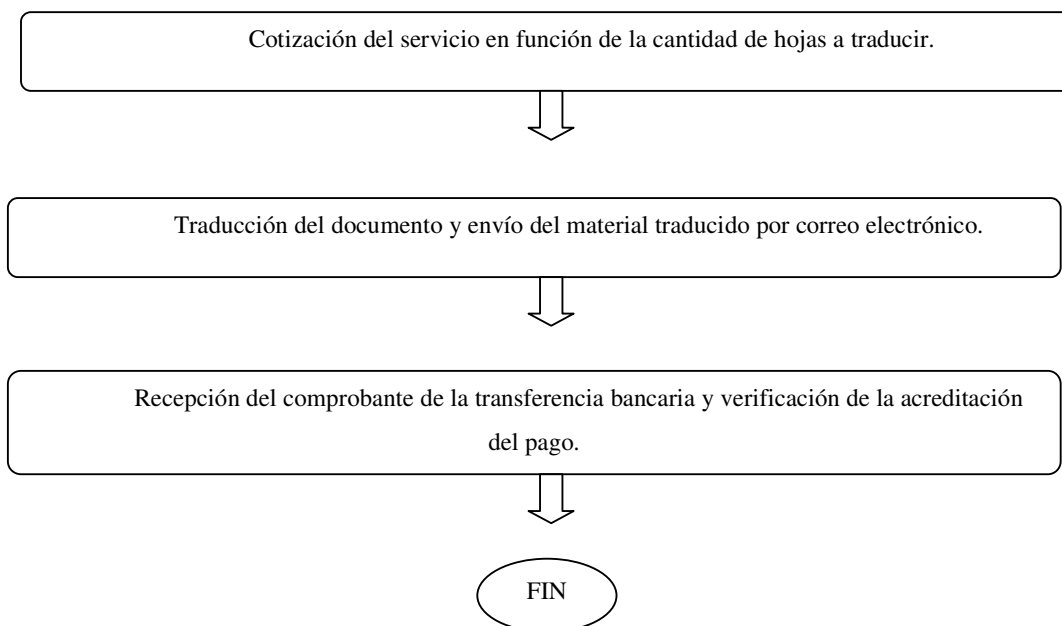 Cotización del servicio en función de la cantidad de hojas a traducir.
Traducción del documento y envío del material traducido por correo electrónico.
Recepción del comprobante de la transferencia bancaria y verificación de la acreditación
del pago.
FIN